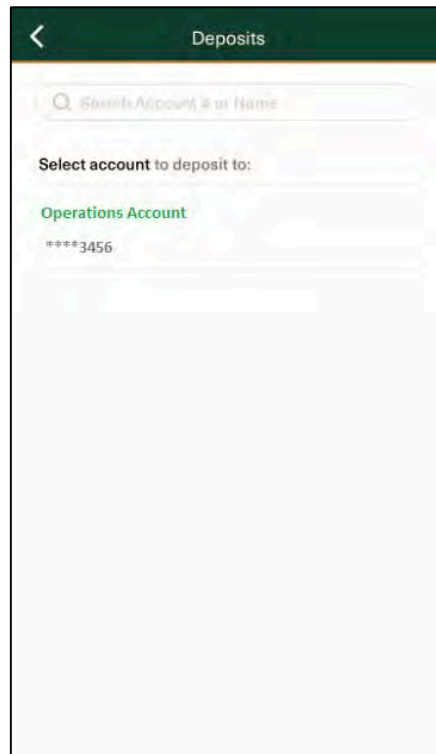 Deposits
Search Account # or Name
Select account to deposit to:
Operations Account
****3456